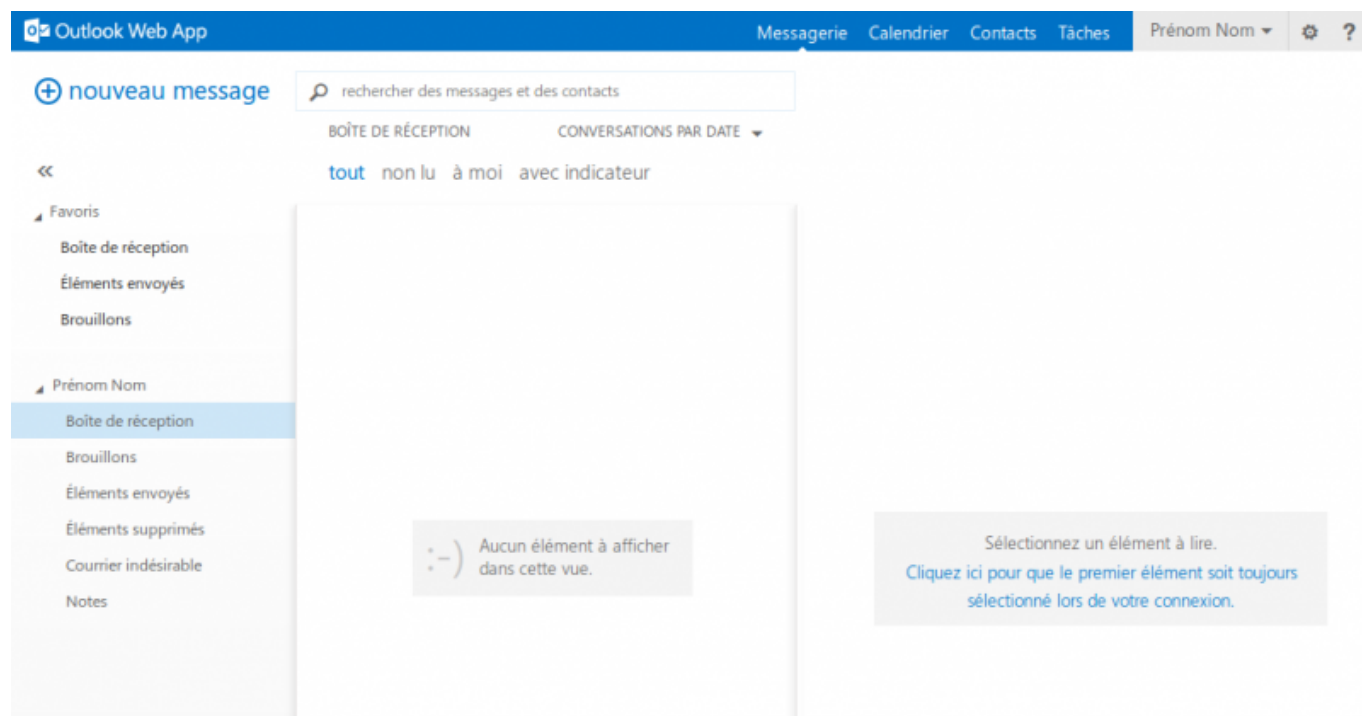 Outlook Web App
Messagerie Calendrier Contacts Tâches Prénom Nom ?
nouveau message
rechercher des messages et des contacts
BOÎTE DE RÉCEPTION CONVERSATIONS PAR DATE
«
tout non lu à moi avec indicateur
Favoris
Boîte de réception
Éléments envoyés
Brouillons
Prénom Nom
Boîte de réception
Brouillons
Éléments envoyés
Éléments supprimés
Courrier indésirable
Notes
:-)
Aucun élément à afficher
dans cette vue.
Sélectionnez un élément à lire.
Cliquez ici pour que le premier élément soit toujours
sélectionné lors de votre connexion.